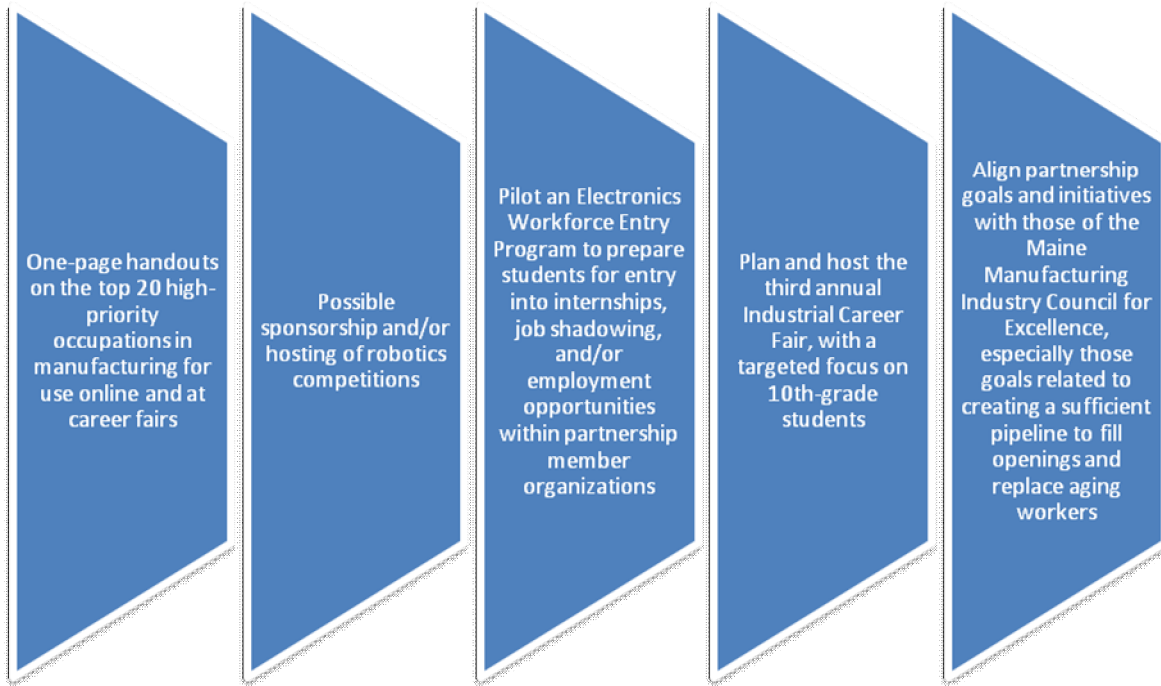 One-page handouts
on the top 20 high-
priority
occupations in
manufacturing for
use online and at
career fairs
Possible
sponsorship and/or
hosting of robotics
competitions
Pilot an Electronics
Workforce Entry
Program to prepare
students for entry
into internships,
job shadowing,
and/or
employment
opportunities
within partnership
member
organizations
Plan and host the
third annual
Industrial Career
Fair, with a
targeted focus on
10th-grade
students
Align partnership
goals and initiatives
with those of the
Maine
Manufacturing
Industry Council for
Excellence,
especially those
goals related to
creating a sufficient
pipeline to fill
openings and
replace aging
workers